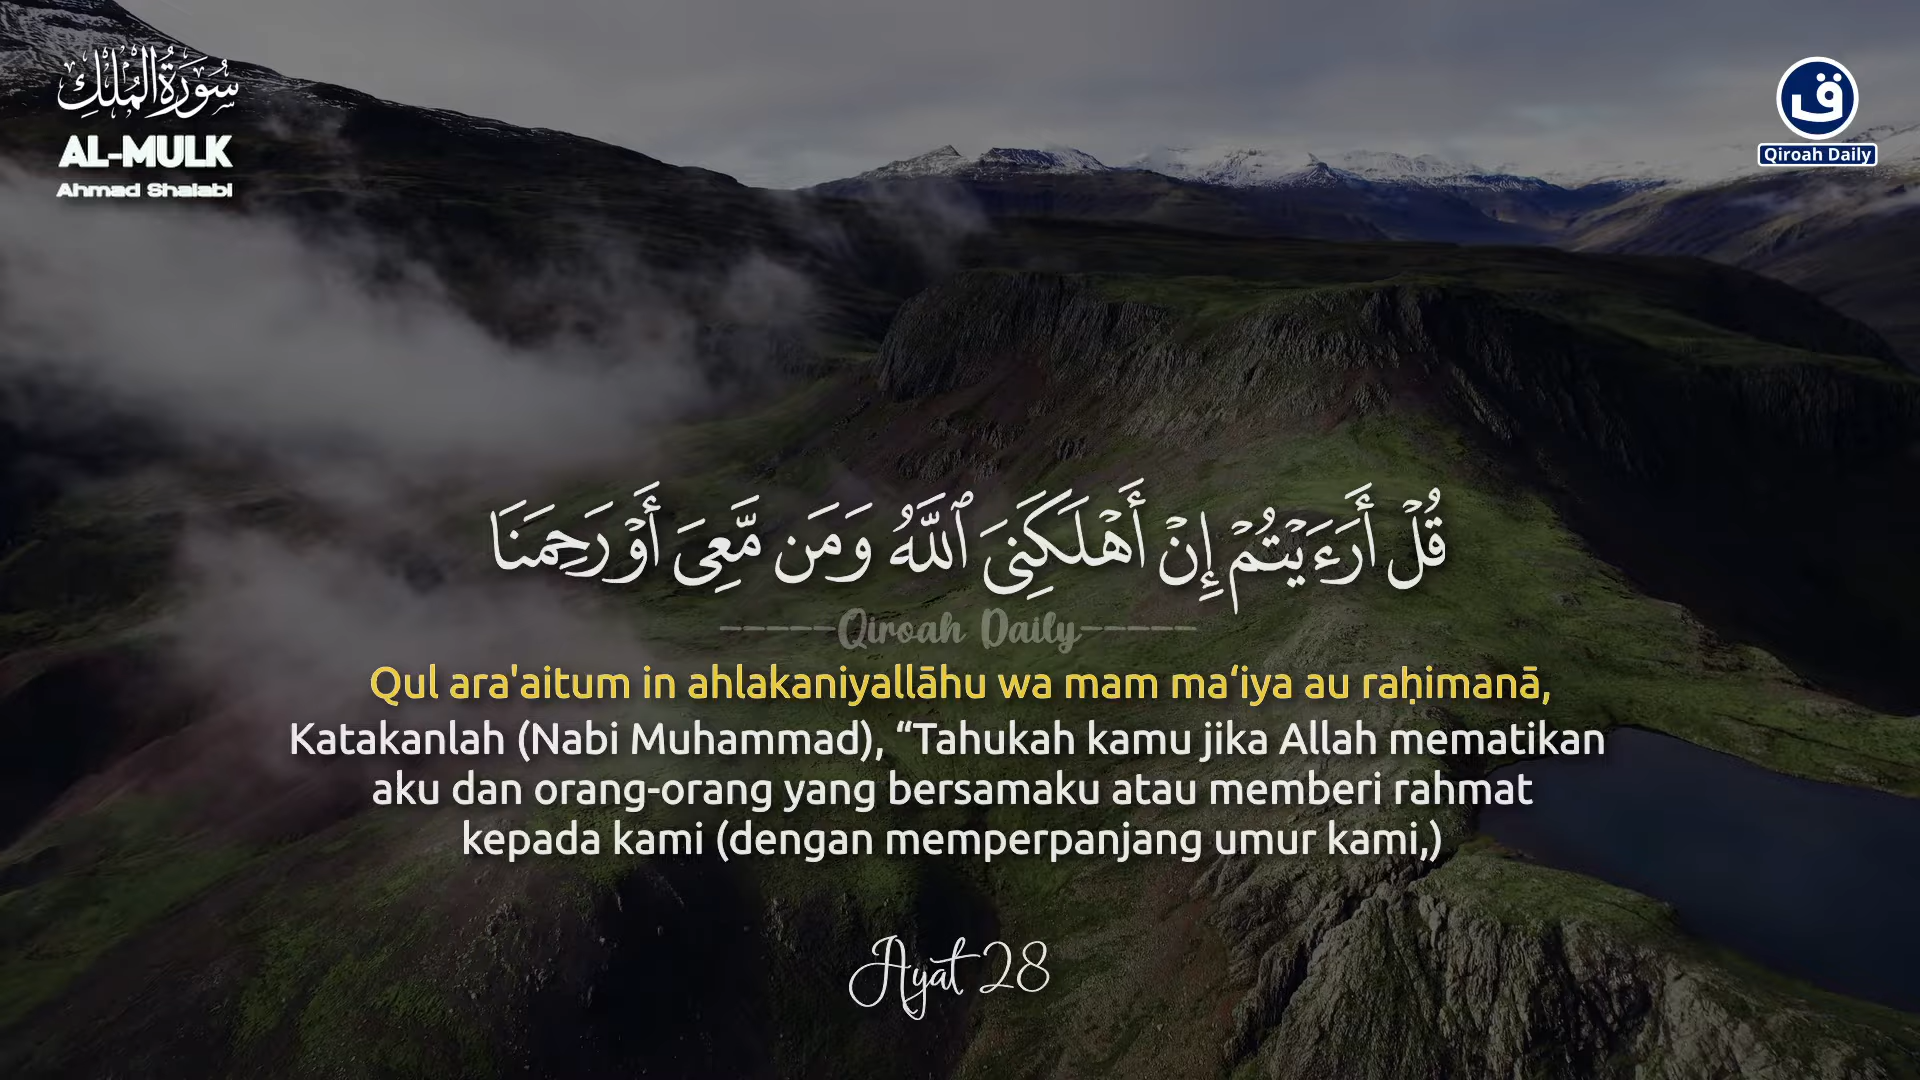 سُورَةُ الْمُلْكِ
AL-MULK
Ahmad Shalabi
ق
Qiroah Daily
قُلْ أَرَءَيْتُمْ إِنْ أَهْلَكَنِىَ ٱللَّهُ وَمَن مَّعِىَ أَوْ رَحِمَنَا
-----Qiroah Daily-----
Qul ara'aitum in ahlakaniyallāhu wa mam ma‘iya au raḥimanā,
Katakanlah (Nabi Muhammad), “Tahukah kamu jika Allah mematikan
aku dan orang-orang yang bersamaku atau memberi rahmat
kepada kami (dengan memperpanjang umur kami,)
Ayat 28